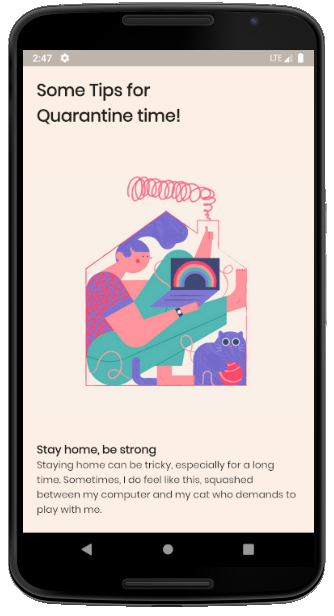 2:47
LTE
Some Tips for
Quarantine time!
Stay home, be strong
Staying home can be tricky, especially for a long
time. Sometimes, I do feel like this, squashed
between my computer and my cat who demands to
play with me.